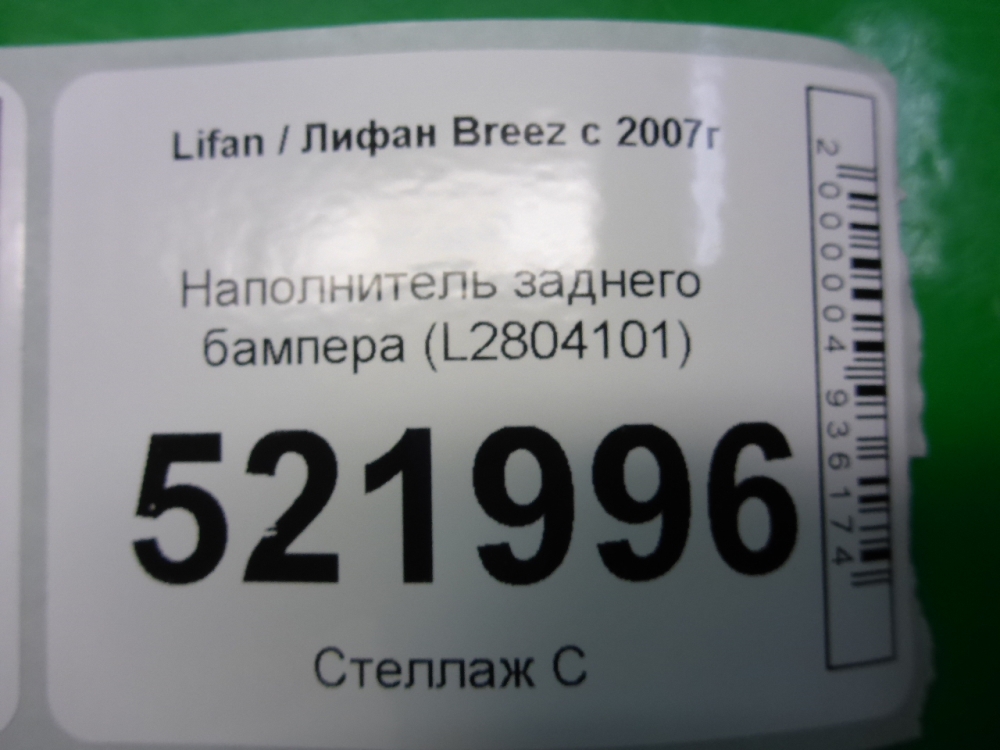 Lifan / Лифан Breez с 2007г
Наполнитель заднего
бампера (L2804101)
521996
Стеллаж С
2000004936174